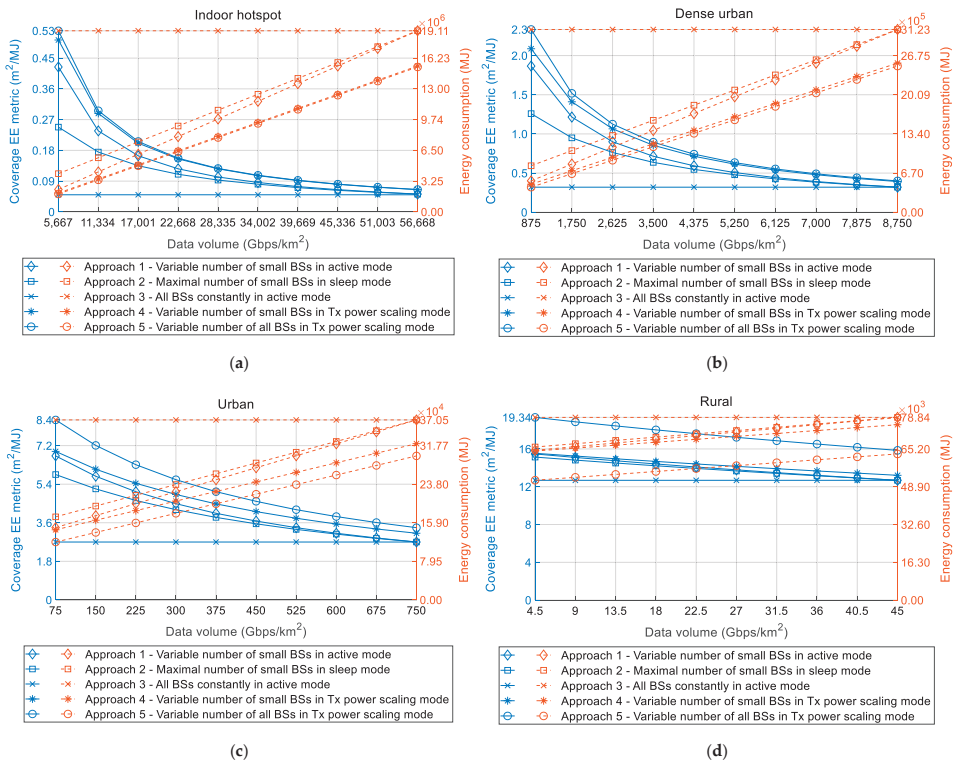 Indoor hotspot
×10⁶
Coverage EE metric (m²/MJ)
0.53
0.45
0.36
0.27
0.18
0.09
0
19.11
16.23
13.00
9.74
6.50
3.25
0.00
Energy consumption (MJ)
5,667 11,334 17,001 22,668 28,335 34,002 39,669 45,336 51,003 56,668
Data volume (Gbps/km²)
Approach 1 - Variable number of small BSs in active mode
Approach 2 - Maximal number of small BSs in sleep mode
Approach 3 - All BSs constantly in active mode
Approach 4 - Variable number of small BSs in Tx power scaling mode
Approach 5 - Variable number of all BSs in Tx power scaling mode
(a)
Dense urban
×10⁵
Coverage EE metric (m²/MJ)
2.3
2.0
1.5
1.0
0.5
0
31.23
26.75
20.09
13.40
6.70
0.00
Energy consumption (MJ)
875 1,750 2,625 3,500 4,375 5,250 6,125 7,000 7,875 8,750
Data volume (Gbps/km²)
Approach 1 - Variable number of small BSs in active mode
Approach 2 - Maximal number of small BSs in sleep mode
Approach 3 - All BSs constantly in active mode
Approach 4 - Variable number of small BSs in Tx power scaling mode
Approach 5 - Variable number of all BSs in Tx power scaling mode
(b)
Urban
×10⁴
Coverage EE metric (m²/MJ)
8.4
7.2
5.4
3.6
1.8
0
37.05
31.77
23.80
15.90
7.95
0.00
Energy consumption (MJ)
75 150 225 300 375 450 525 600 675 750
Data volume (Gbps/km²)
Approach 1 - Variable number of small BSs in active mode
Approach 2 - Maximal number of small BSs in sleep mode
Approach 3 - All BSs constantly in active mode
Approach 4 - Variable number of small BSs in Tx power scaling mode
Approach 5 - Variable number of all BSs in Tx power scaling mode
(c)
Rural
×10³
Coverage EE metric (m²/MJ)
19.34
16
12
8
4
0
78.84
65.20
48.90
32.60
16.30
0.00
Energy consumption (MJ)
4.5 9 13.5 18 22.5 27 31.5 36 40.5 45
Data volume (Gbps/km²)
Approach 1 - Variable number of small BSs in active mode
Approach 2 - Maximal number of small BSs in sleep mode
Approach 3 - All BSs constantly in active mode
Approach 4 - Variable number of small BSs in Tx power scaling mode
Approach 5 - Variable number of all BSs in Tx power scaling mode
(d)